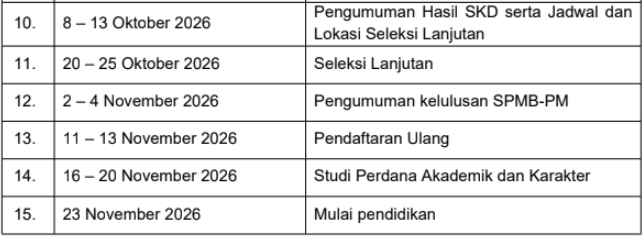 10. 8 – 13 Oktober 2026 Pengumuman Hasil SKD serta Jadwal dan
Lokasi Seleksi Lanjutan
11. 20 – 25 Oktober 2026 Seleksi Lanjutan
12. 2 – 4 November 2026 Pengumuman kelulusan SPMB-PM
13. 11 – 13 November 2026 Pendaftaran Ulang
14. 16 – 20 November 2026 Studi Perdana Akademik dan Karakter
15. 23 November 2026 Mulai pendidikan